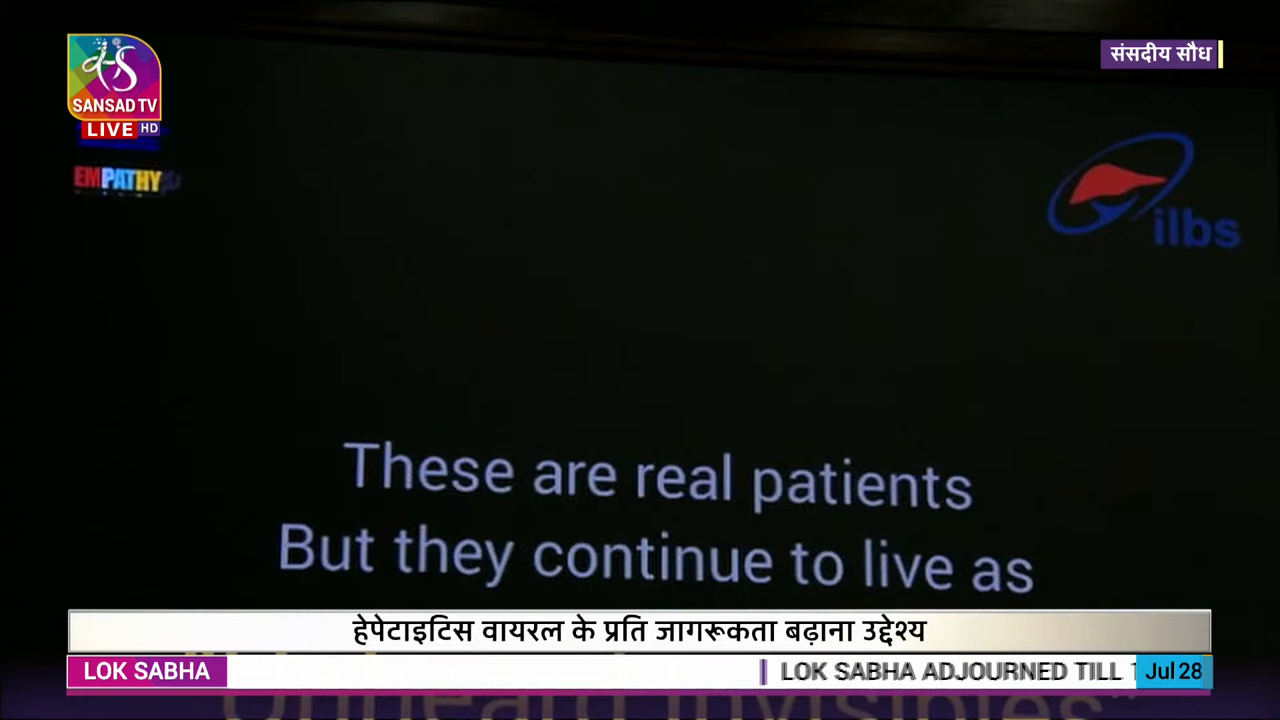 SANSAD TV
LIVE HD
EMPATHY
संसदीय सौध
ilbs
These are real patients
But they continue to live as
हेपेटाइटिस वायरल के प्रति जागरूकता बढ़ाना उद्देश्य
LOK SABHA
LOK SABHA ADJOURNED TILL
Jul 28